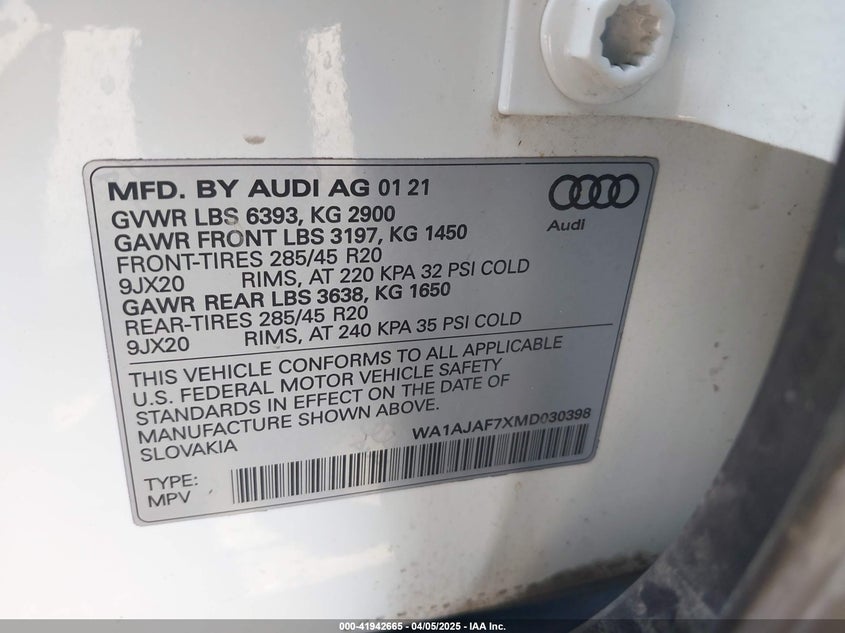 MFD. BY AUDI AG 01 21
Audi
GVWR LBS 6393, KG 2900
GAWR FRONT LBS 3197, KG 1450
FRONT-TIRES 285/45 R20
9JX20 RIMS, AT 220 KPA 32 PSI COLD
GAWR REAR LBS 3638, KG 1650
REAR-TIRES 285/45 R20
9JX20 RIMS, AT 240 KPA 35 PSI COLD
THIS VEHICLE CONFORMS TO ALL APPLICABLE
U.S. FEDERAL MOTOR VEHICLE SAFETY
STANDARDS IN EFFECT ON THE DATE OF
MANUFACTURE SHOWN ABOVE.
SLOVAKIA
WA1AJAF7XMD030398
TYPE:
MPV
000-41942665 - 04/05/2025 - IAA Inc.